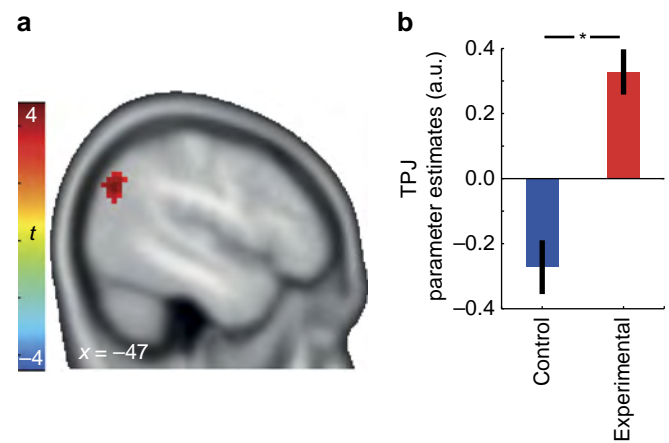 a
4
t
–4
x = –47
b
*
TPJ
parameter estimates (a.u.)
0.4
0.2
0.0
–0.2
–0.4
Control
Experimental